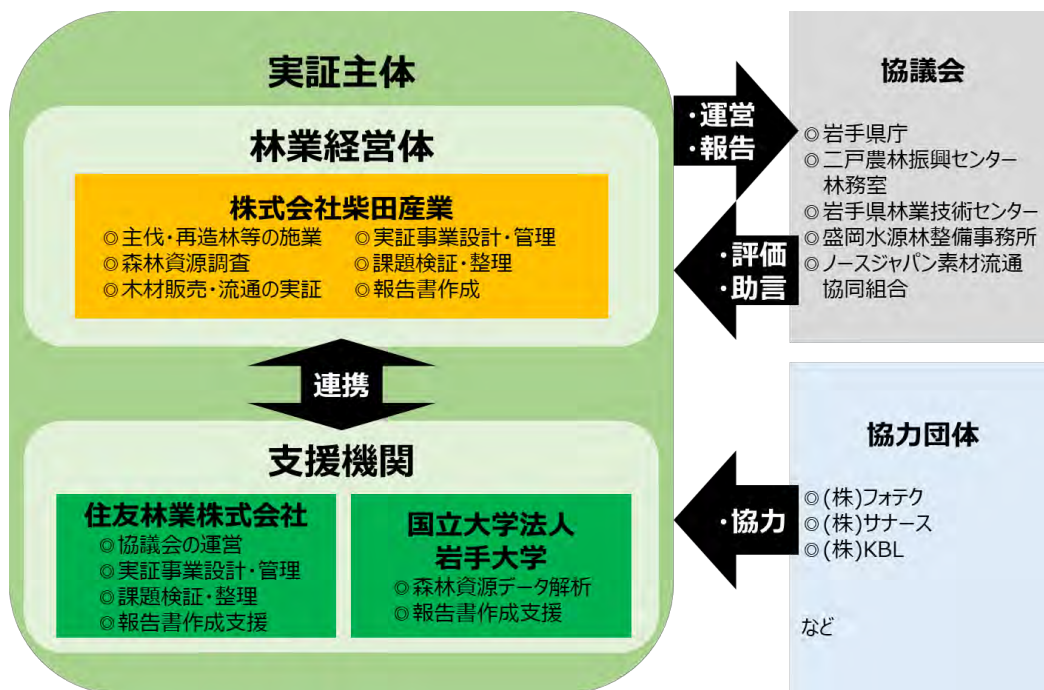 実証主体
林業経営体
株式会社柴田産業
◎主伐・再造林等の施業
◎森林資源調査
◎木材販売・流通の実証
◎実証事業設計・管理
◎課題検証・整理
◎報告書作成
連携
支援機関
住友林業株式会社
◎協議会の運営
◎実証事業設計・管理
◎課題検証・整理
◎報告書作成支援
国立大学法人
岩手大学
◎森林資源データ解析
◎報告書作成支援
・運営
・報告
・評価
・助言
・協力
協議会
◎岩手県庁
◎二戸農林振興センター
林務室
◎岩手県林業技術センター
◎盛岡水源林整備事務所
◎ノースジャパン素材流通
協同組合
協力団体
◎(株)フォテク
◎(株)サナース
◎(株)KBL
など